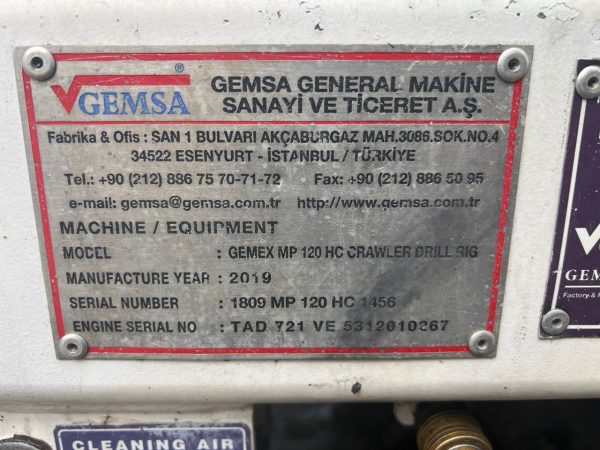 GEMSA®
GEMSA GENERAL MAKİNE
SANAYİ VE TİCERET A.Ş.
Fabrika & Ofis : SAN 1 BULVARI AKÇABURGAZ MAH.3086.SOK.NO.4
34522 ESENYURT - İSTANBUL / TÜRKİYE
Tel.: +90 (212) 886 75 70-71-72 Fax: +90 (212) 886 50 95
e-mail: gemsa@gemsa.com.tr http://www.gemsa.com.tr
MACHINE / EQUIPMENT
MODEL : GEMEX MP 120 HC CRAWLER DRILL RIG
MANUFACTURE YEAR : 2019
SERIAL NUMBER : 1809 MP 120 HC 1456
ENGINE SERIAL NO : TAD 721 VE 5312010867
GEM
Factory &
CLEANING AIR